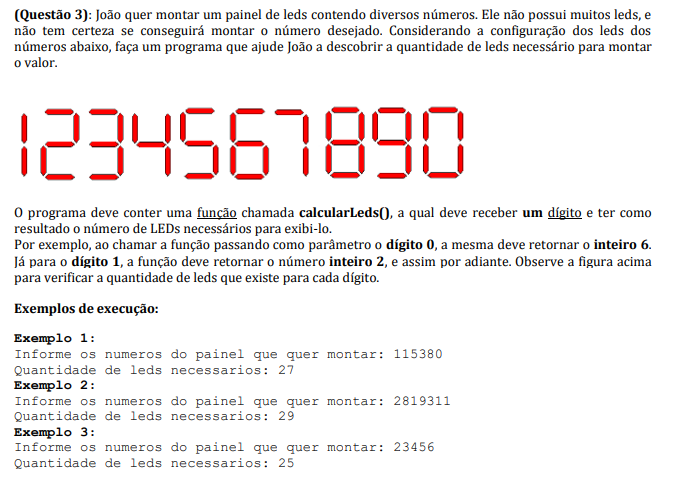 (Questão 3): João quer montar um painel de leds contendo diversos números. Ele não possui muitos leds, e
não tem certeza se conseguirá montar o número desejado. Considerando a configuração dos leds dos
números abaixo, faça um programa que ajude João a descobrir a quantidade de leds necessário para montar
o valor.
1234567890
O programa deve conter uma função chamada calcularLeds(), a qual deve receber um dígito e ter como
resultado o número de LEDs necessários para exibi-lo.
Por exemplo, ao chamar a função passando como parâmetro o dígito 0, a mesma deve retornar o inteiro 6.
Já para o dígito 1, a função deve retornar o número inteiro 2, e assim por adiante. Observe a figura acima
para verificar a quantidade de leds que existe para cada dígito.
Exemplos de execução:
Exemplo 1:
Informe os numeros do painel que quer montar: 115380
Quantidade de leds necessarios: 27
Exemplo 2:
Informe os numeros do painel que quer montar: 2819311
Quantidade de leds necessarios: 29
Exemplo 3:
Informe os numeros do painel que quer montar: 23456
Quantidade de leds necessarios: 25